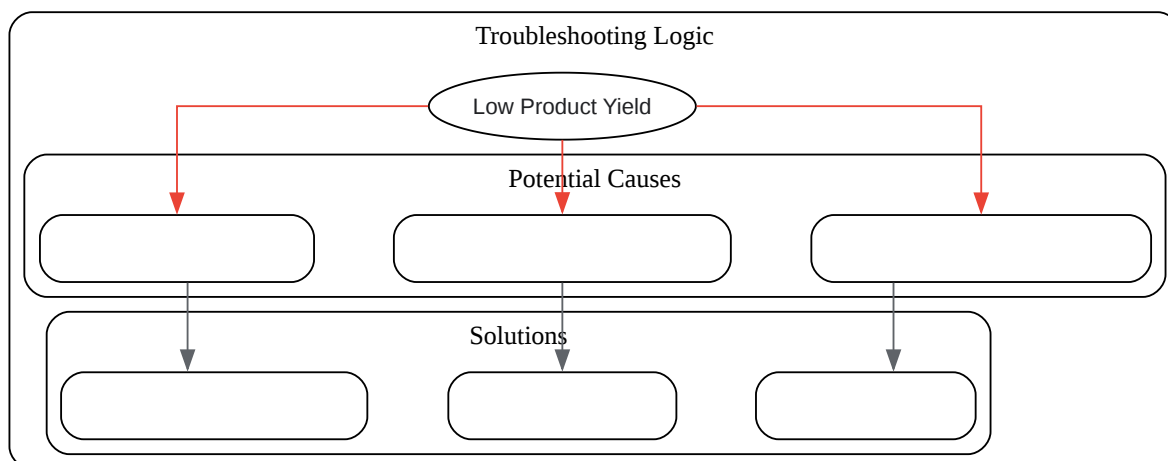 Troubleshooting Logic
Low Product Yield
Potential Causes
Solutions